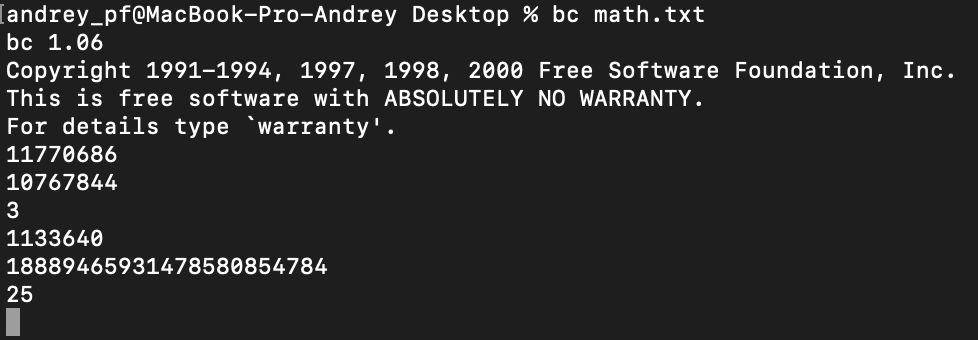 andrey_pf@MacBook-Pro-Andrey Desktop % bc math.txt
bc 1.06
Copyright 1991-1994, 1997, 1998, 2000 Free Software Foundation, Inc.
This is free software with ABSOLUTELY NO WARRANTY.
For details type `warranty'.
11770686
10767844
3
1133640
18889465931478580854784
25